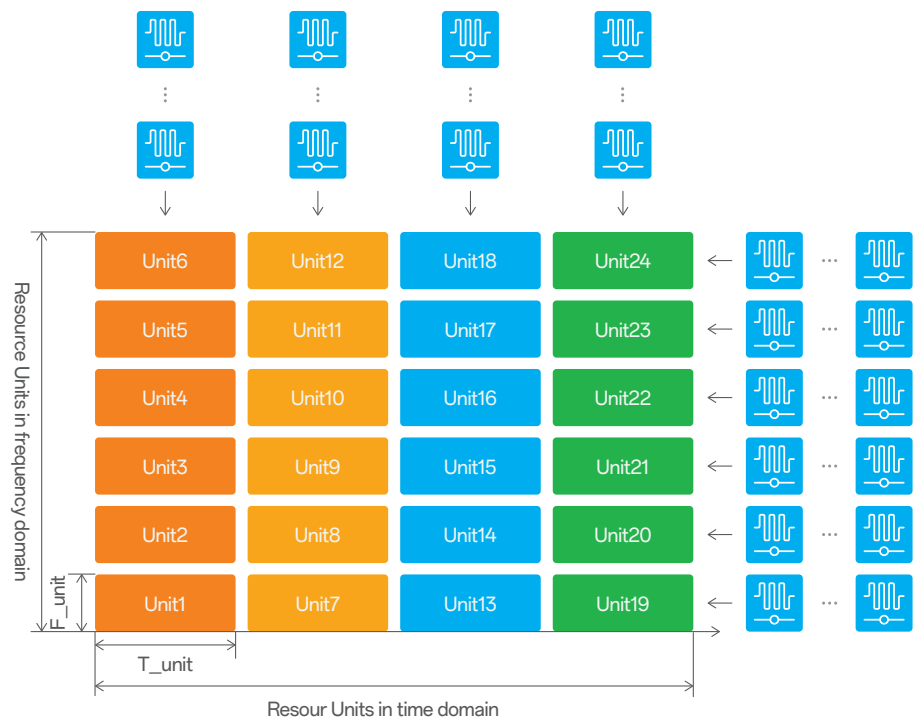 Unit6 Unit12 Unit18 Unit24
Unit5 Unit11 Unit17 Unit23
Unit4 Unit10 Unit16 Unit22
Unit3 Unit9 Unit15 Unit21
Unit2 Unit8 Unit14 Unit20
Unit1 Unit7 Unit13 Unit19
Resource Units in frequency domain
F_unit
T_unit
Resour Units in time domain